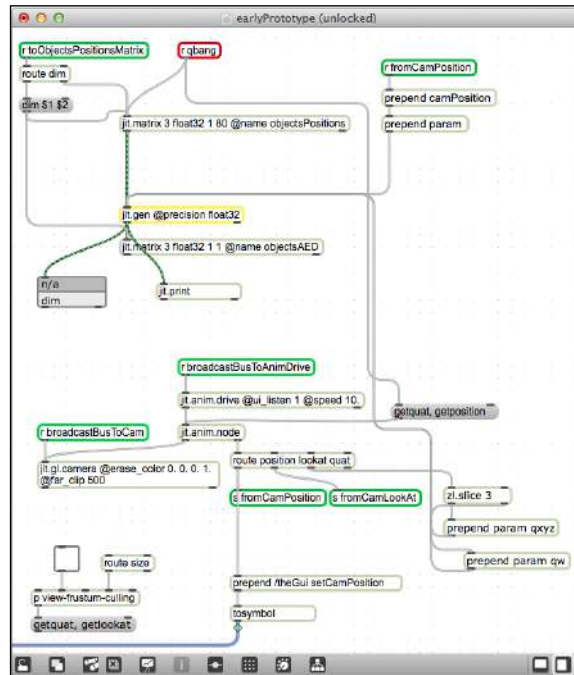 earlyPrototype (unlocked)
r toObjectsPositionsMatrix
r qbang
r fromCamPosition
route dim
prepend camPosition
dim $1 $2
jit.matrix 3 float32 1 80 @name objectsPositions
prepend param
jit.gen @precision float32
jit.matrix 3 float32 1 1 @name objectsAED
n/a
dim
jit.print
r broadcastBusToAnimDrive
jit.anim.drive @ui_listen 1 @speed 10.
getquat, getposition
r broadcastBusToCam
jit.anim.node
jit.gl.camera @erase_color 0. 0. 0. 1.
@far_clip 500
route position lookat quat
s fromCamPosition
s fromCamLookAt
zl.slice 3
prepend param qxyz
route size
prepend param qw
prepend /theGui setCamPosition
p view-frustum-culling
tosymbol
getquat, getlookat